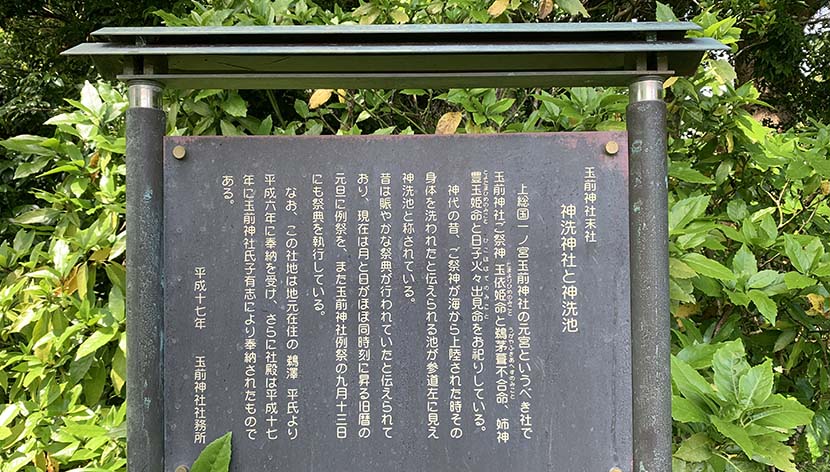 玉前神社末社
神洗神社と神洗池
上総国一ノ宮玉前神社の元宮というべき社で
玉前神社ご祭神 玉依姫命と鵜茅葺不合命、姉神
豊玉姫命と日子火々出見命をお祀りしている。
神代の昔、ご祭神が海から上陸された時その
身体を洗われたと伝えられる池が参道左に見え
神洗池と称されている。
昔は賑やかな祭典が行われていたと伝えられて
おり、現在は月と日がほぼ同時刻に昇る旧暦の
元旦に例祭を、また玉前神社例祭の九月十三日
にも祭典を執行している。
なお、この社地は地元在住の 鵜澤 平氏より
平成六年に奉納を受け、さらに社殿は平成十七
年に玉前神社氏子有志により奉納されたもので
ある。
平成十七年 玉前神社社務所